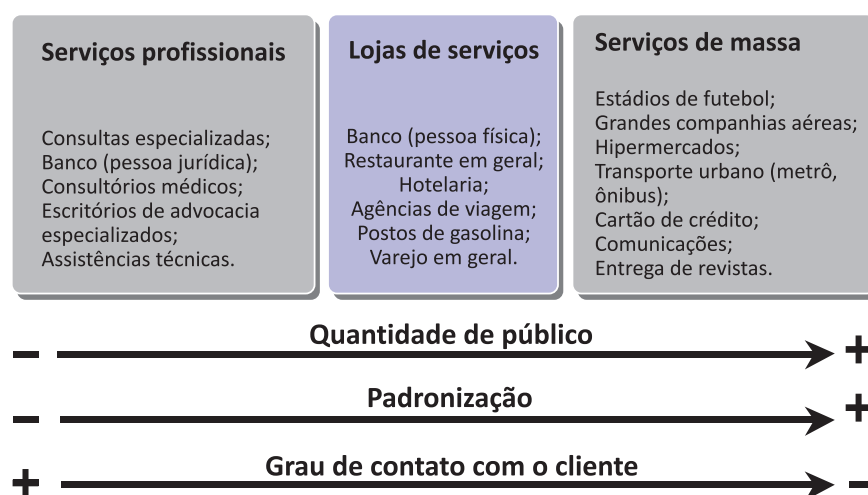 Serviços profissionais
Consultas especializadas;
Banco (pessoa jurídica);
Consultórios médicos;
Escritórios de advocacia
especializados;
Assistências técnicas.
Lojas de serviços
Banco (pessoa física);
Restaurante em geral;
Hotelaria;
Agências de viagem;
Postos de gasolina;
Varejo em geral.
Serviços de massa
Estádios de futebol;
Grandes companhias aéreas;
Hipermercados;
Transporte urbano (metrô,
ônibus);
Cartão de crédito;
Comunicações;
Entrega de revistas.
Quantidade de público
– +
Padronização
– +
Grau de contato com o cliente
+ –